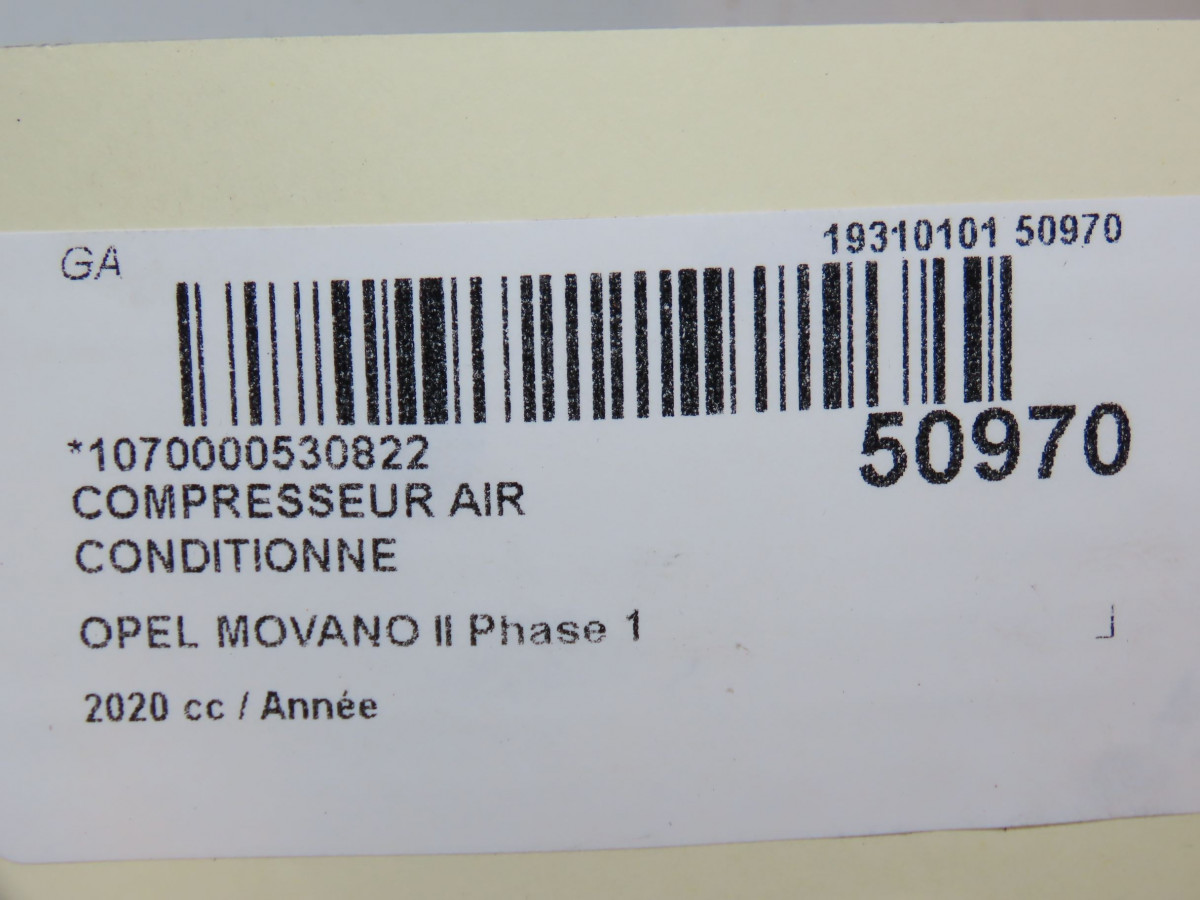 GA
19310101 50970
*1070000530822
50970
COMPRESSEUR AIR
CONDITIONNE
OPEL MOVANO II Phase 1
2020 cc / Année